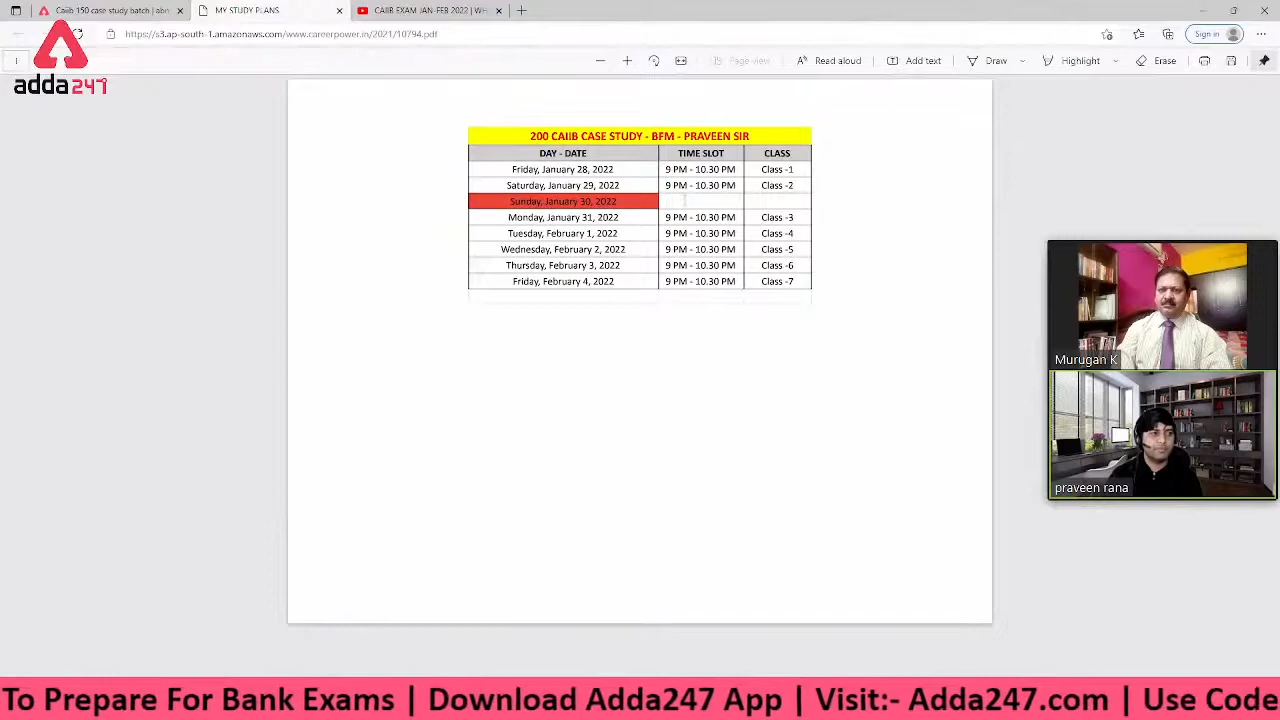 Caiib 150 case study batch | abn
MY STUDY PLANS
CAIIB EXAM JAN-FEB 2022 | WH
https://s3.ap-south-1.amazonaws.com/www.careerpower.in/2021/10794.pdf
Sign in
adda247
Page view
Read aloud
Add text
Draw
Highlight
Erase
200 CAIIB CASE STUDY - BFM - PRAVEEN SIR
DAY - DATE TIME SLOT CLASS
Friday, January 28, 2022 9 PM - 10.30 PM Class -1
Saturday, January 29, 2022 9 PM - 10.30 PM Class -2
Sunday, January 30, 2022
Monday, January 31, 2022 9 PM - 10.30 PM Class -3
Tuesday, February 1, 2022 9 PM - 10.30 PM Class -4
Wednesday, February 2, 2022 9 PM - 10.30 PM Class -5
Thursday, February 3, 2022 9 PM - 10.30 PM Class -6
Friday, February 4, 2022 9 PM - 10.30 PM Class -7
Murugan K
praveen rana
To Prepare For Bank Exams | Download Adda247 App | Visit:- Adda247.com | Use Code